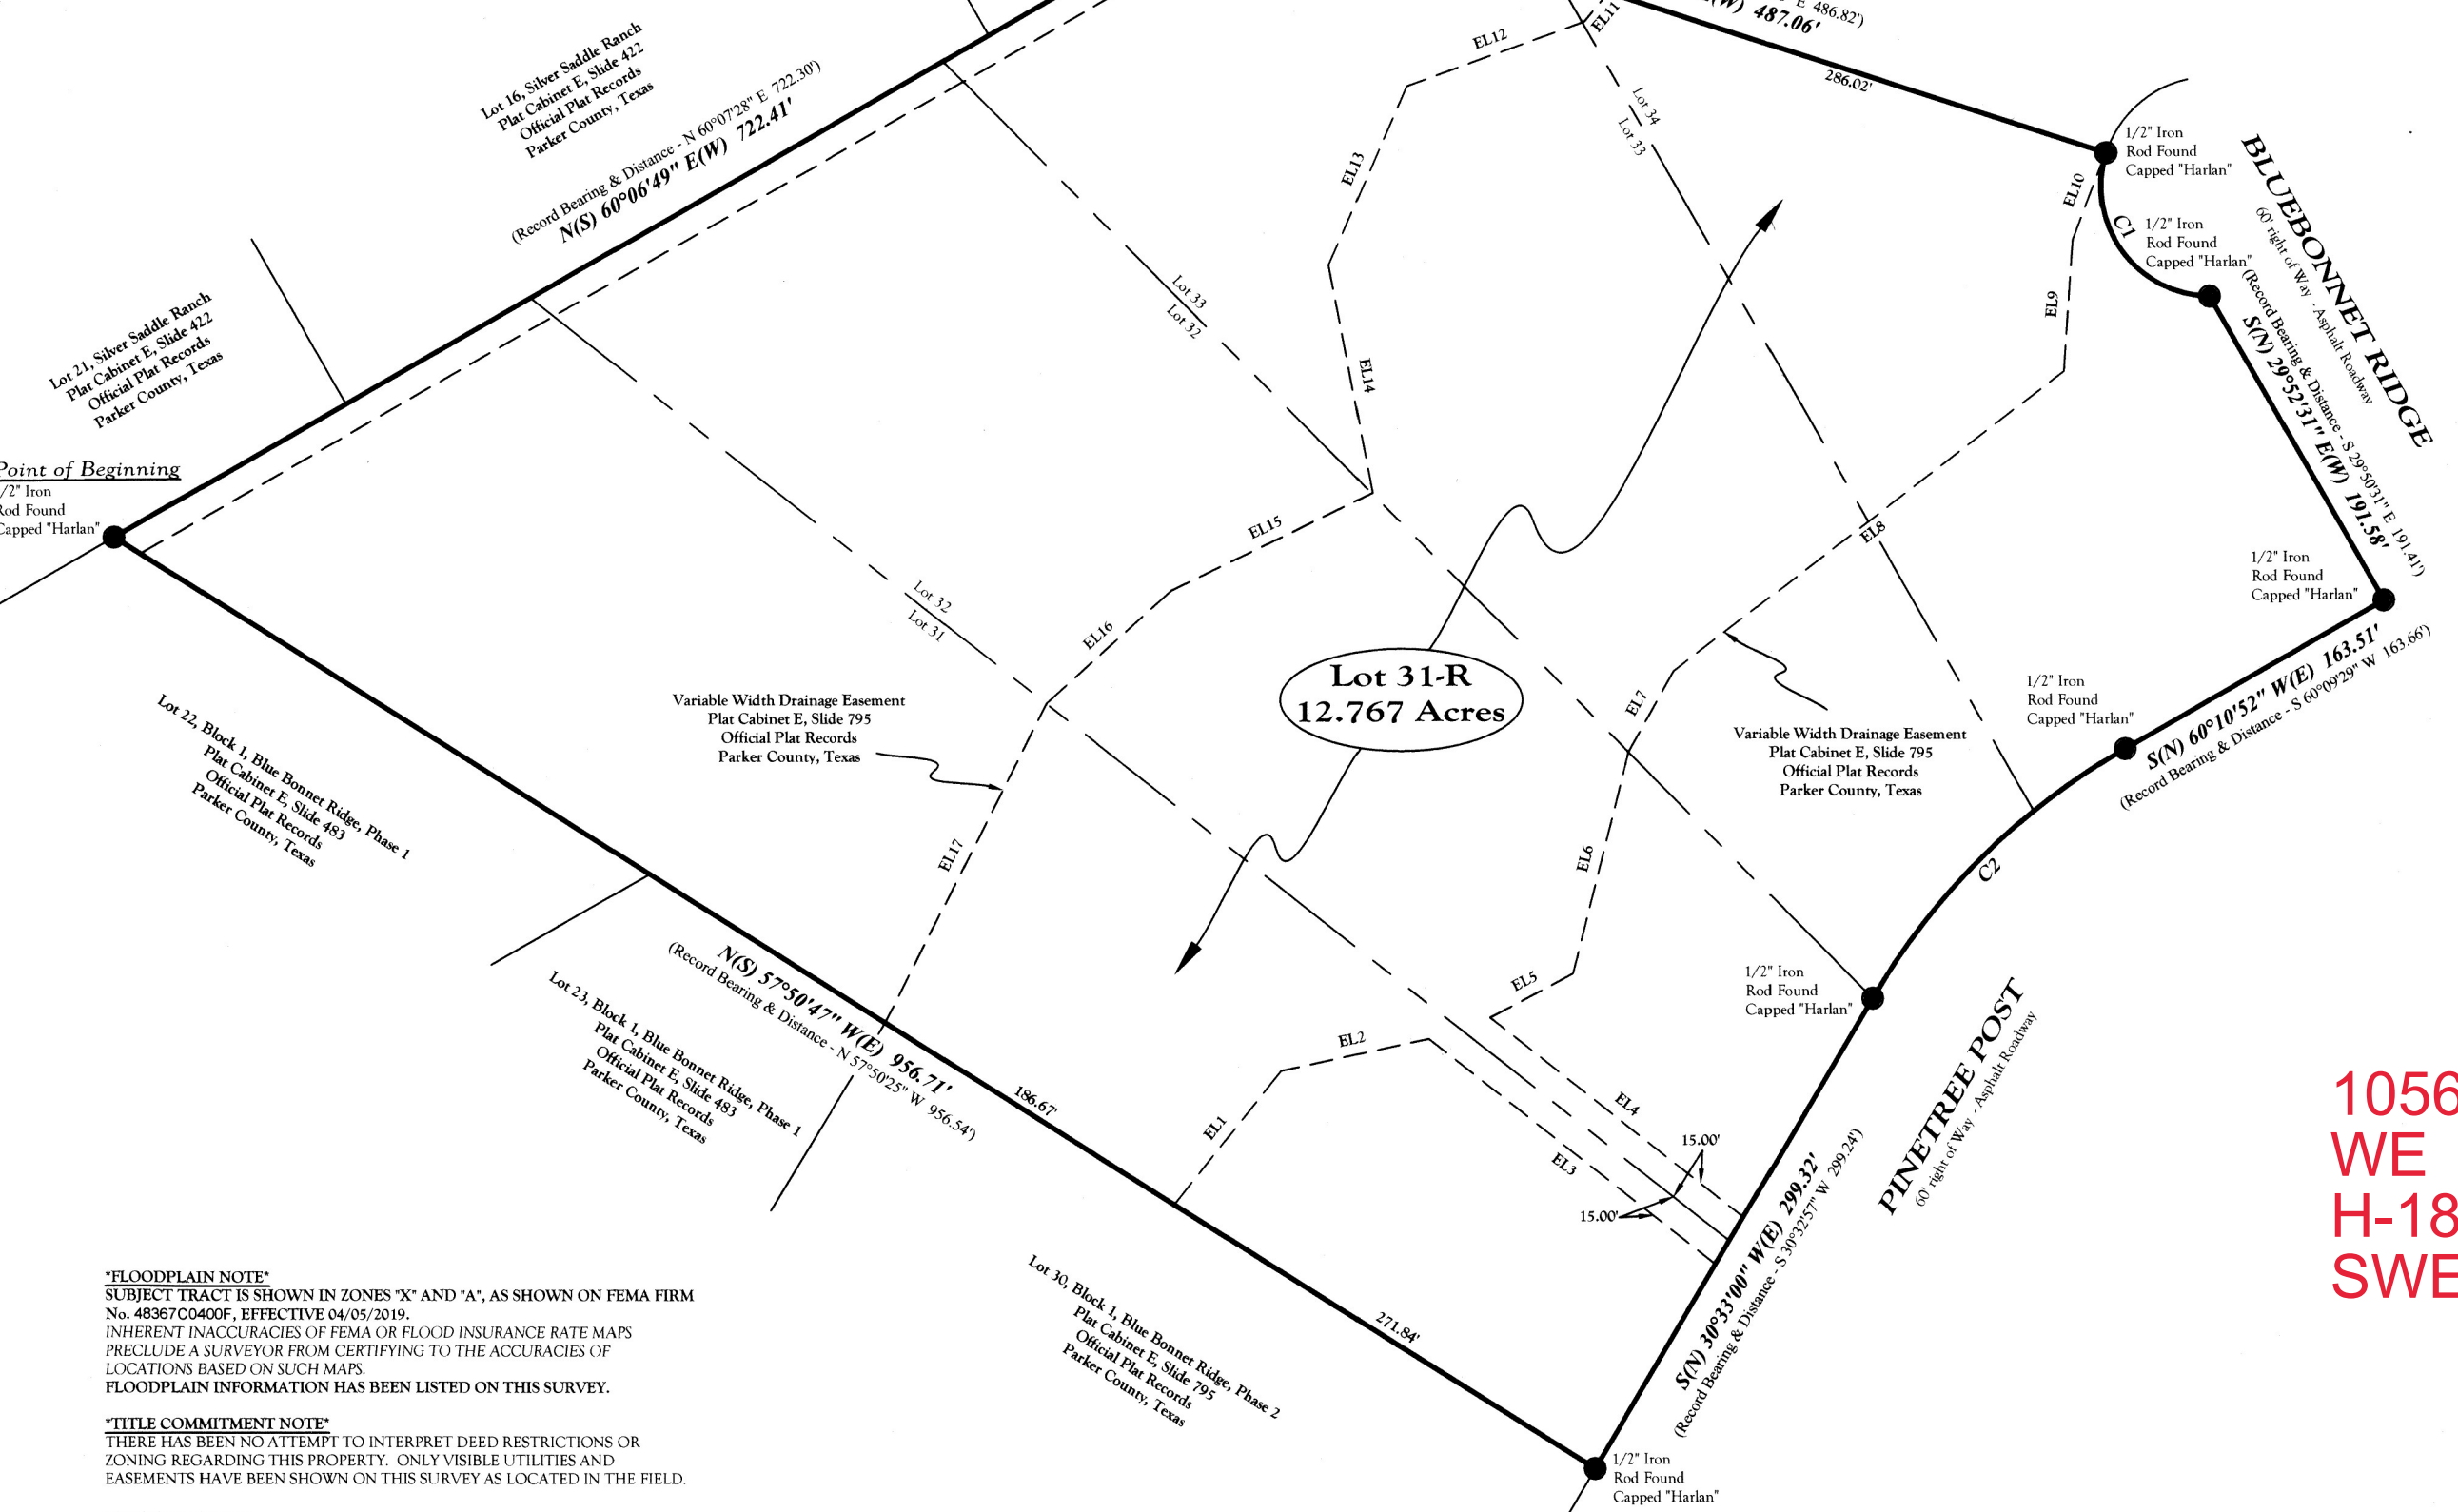 Lot 16, Silver Saddle Ranch
Plat Cabinet E, Slide 422
Official Plat Records
Parker County, Texas
(Record Bearing & Distance - N 60°07'28" E 722.30')
N(S) 60°06'49" E(W) 722.41'
EL12
EL11
E 486.82')
487.06'
286.02'
Lot 34
Lot 33
EL13
EL10
1/2" Iron
Rod Found
Capped "Harlan"
C1
1/2" Iron
Rod Found
Capped "Harlan"
BLUEBONNET RIDGE
60' right of Way - Asphalt Roadway
Lot 21, Silver Saddle Ranch
Plat Cabinet E, Slide 422
Official Plat Records
Parker County, Texas
Lot 33
Lot 32
EL14
EL9
(Record Bearing & Distance - S 29°50'31" E 191.41')
S(N) 29°52'31" E(W) 191.58'
Point of Beginning
1/2" Iron
Rod Found
Capped "Harlan"
EL15
EL8
1/2" Iron
Rod Found
Capped "Harlan"
Lot 32
Lot 31
EL16
Lot 31-R
12.767 Acres
EL7
Variable Width Drainage Easement
Plat Cabinet E, Slide 795
Official Plat Records
Parker County, Texas
Variable Width Drainage Easement
Plat Cabinet E, Slide 795
Official Plat Records
Parker County, Texas
1/2" Iron
Rod Found
Capped "Harlan"
S(N) 60°10'52" W(E) 163.51'
(Record Bearing & Distance - S 60°09'29" W 163.66')
Lot 22, Block 1, Blue Bonnet Ridge, Phase 1
Plat Cabinet E, Slide 483
Official Plat Records
Parker County, Texas
EL17
EL6
C2
N(S) 57°50'47" W(E) 956.71'
(Record Bearing & Distance - N 57°50'25" W 956.54')
EL5
1/2" Iron
Rod Found
Capped "Harlan"
Lot 23, Block 1, Blue Bonnet Ridge, Phase 1
Plat Cabinet E, Slide 483
Official Plat Records
Parker County, Texas
186.67'
EL2
EL1
EL4
EL3
15.00'
15.00'
PINETREE POST
60' right of Way - Asphalt Roadway
S(N) 30°33'00" W(E) 299.32'
(Record Bearing & Distance - S 30°32'57" W 299.24')
1056
WE
H-18
SWE
Lot 30, Block 1, Blue Bonnet Ridge, Phase 2
Plat Cabinet E, Slide 795
Official Plat Records
Parker County, Texas
271.84'
*FLOODPLAIN NOTE*
SUBJECT TRACT IS SHOWN IN ZONES "X" AND "A", AS SHOWN ON FEMA FIRM
No. 48367C0400F, EFFECTIVE 04/05/2019.
INHERENT INACCURACIES OF FEMA OR FLOOD INSURANCE RATE MAPS
PRECLUDE A SURVEYOR FROM CERTIFYING TO THE ACCURACIES OF
LOCATIONS BASED ON SUCH MAPS.
FLOODPLAIN INFORMATION HAS BEEN LISTED ON THIS SURVEY.
*TITLE COMMITMENT NOTE*
THERE HAS BEEN NO ATTEMPT TO INTERPRET DEED RESTRICTIONS OR
ZONING REGARDING THIS PROPERTY. ONLY VISIBLE UTILITIES AND
EASEMENTS HAVE BEEN SHOWN ON THIS SURVEY AS LOCATED IN THE FIELD.
1/2" Iron
Rod Found
Capped "Harlan"